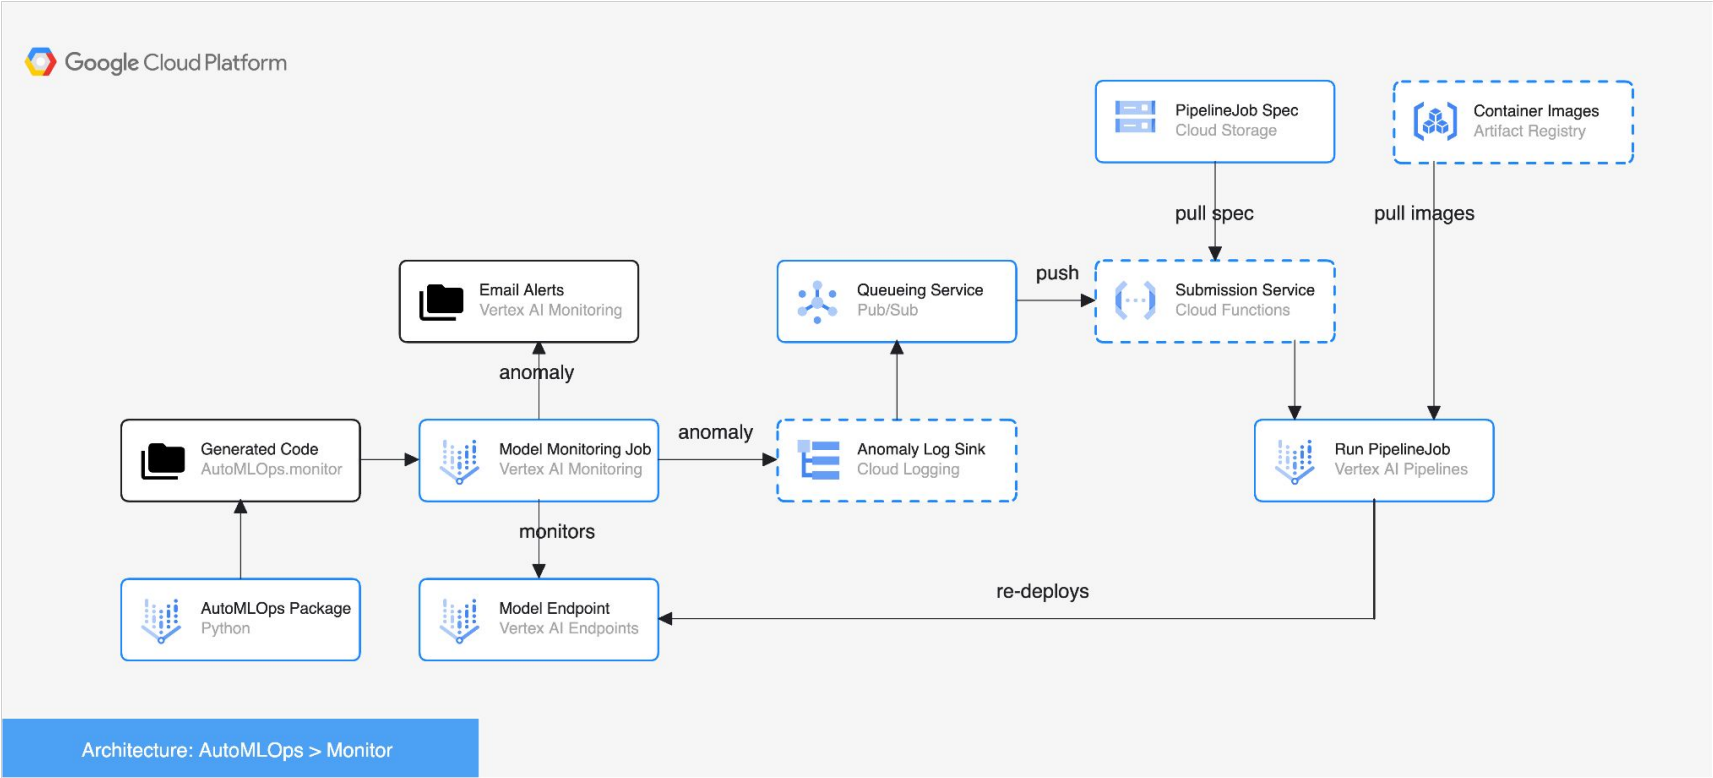 Google Cloud Platform
PipelineJob Spec
Cloud Storage
Container Images
Artifact Registry
pull spec
pull images
Email Alerts
Vertex AI Monitoring
Queueing Service
Pub/Sub
push
Submission Service
Cloud Functions
anomaly
Generated Code
AutoMLOps.monitor
Model Monitoring Job
Vertex AI Monitoring
anomaly
Anomaly Log Sink
Cloud Logging
Run PipelineJob
Vertex AI Pipelines
monitors
AutoMLOps Package
Python
Model Endpoint
Vertex AI Endpoints
re-deploys
Architecture: AutoMLOps > Monitor